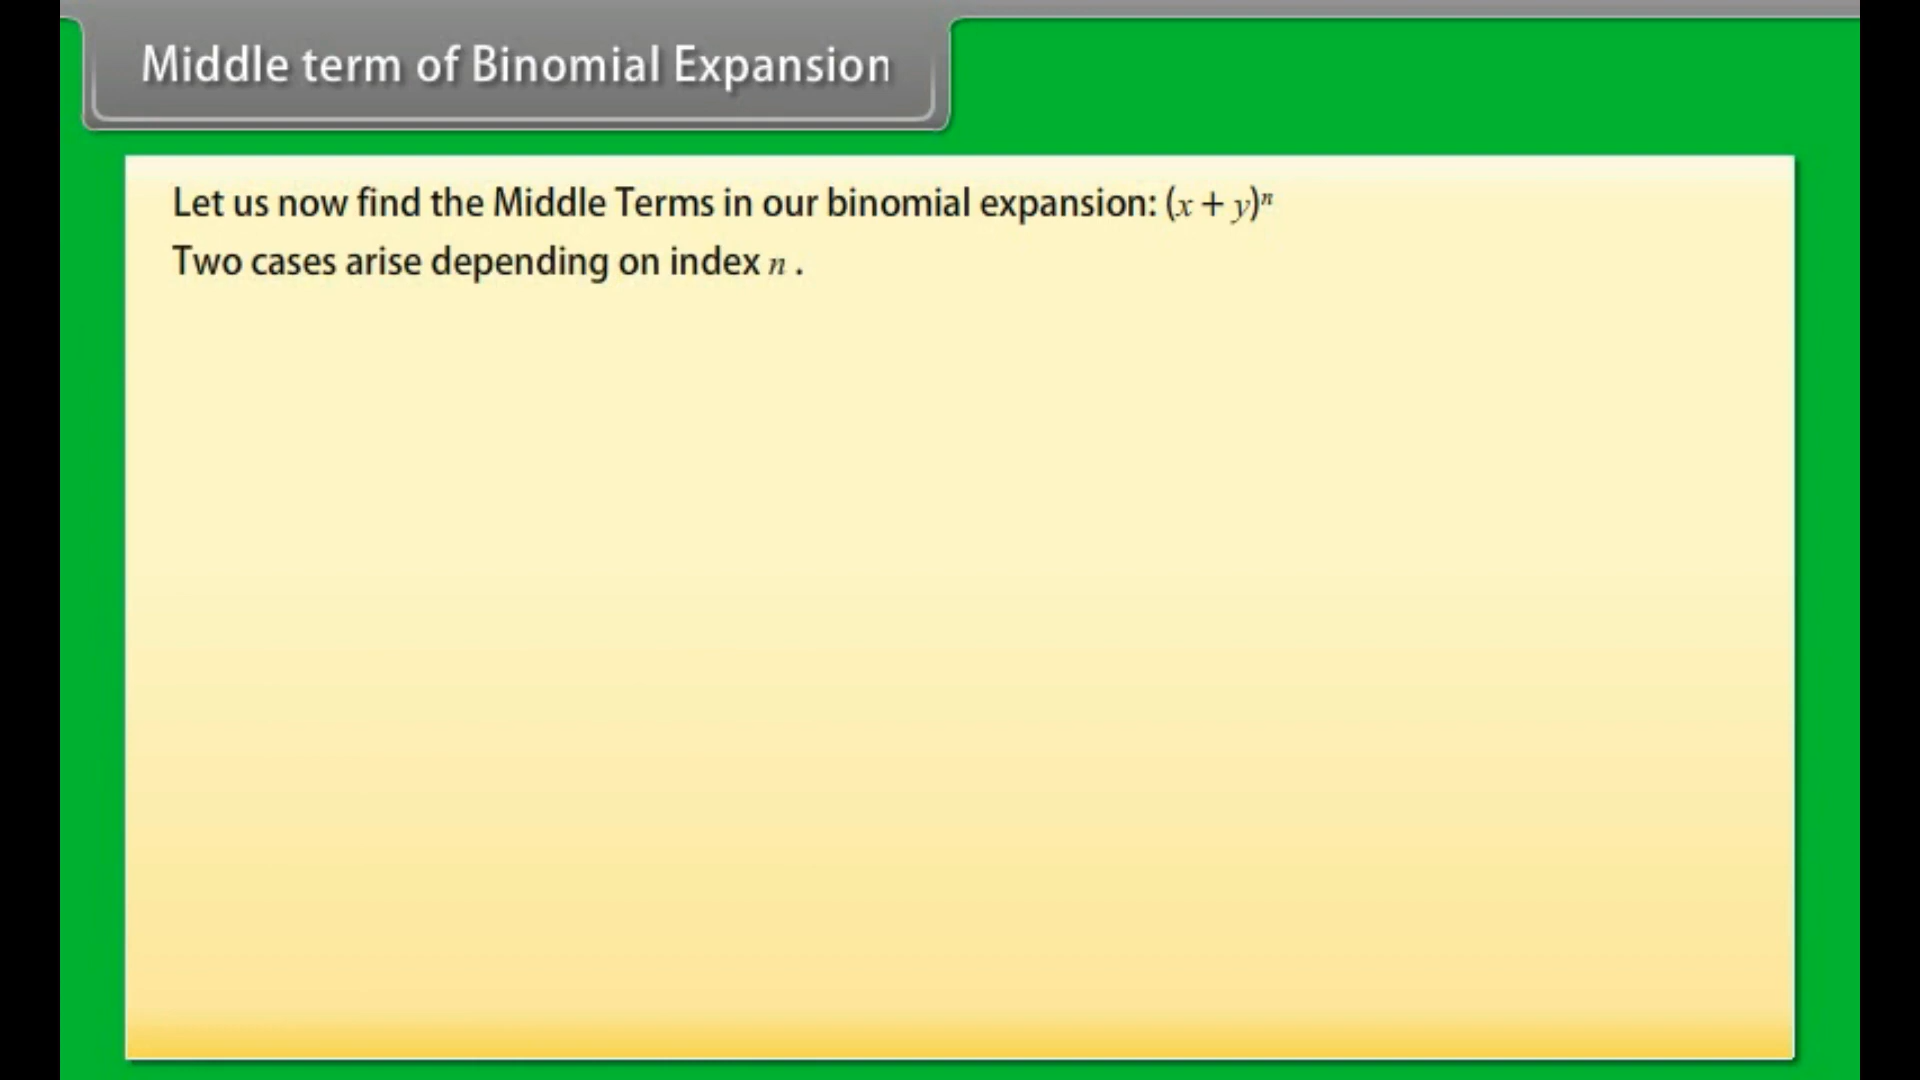 Middle term of Binomial Expansion
Let us now find the Middle Terms in our binomial expansion: (x + y)ⁿ
Two cases arise depending on index n .